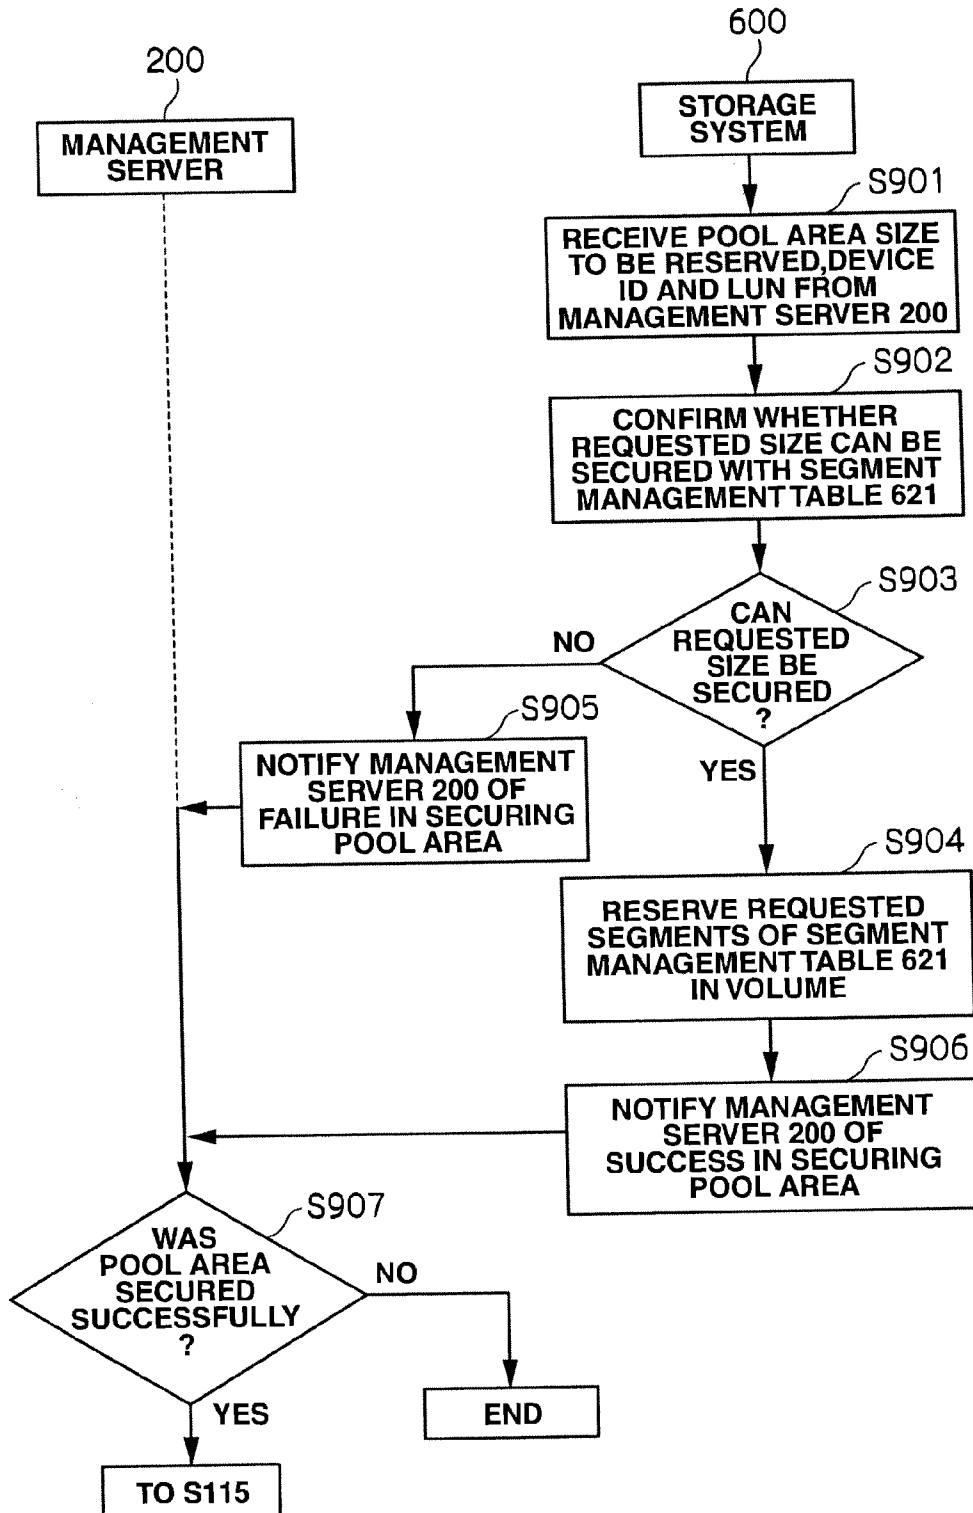 600
200
STORAGE
SYSTEM
MANAGEMENT
SERVER
S901
RECEIVE POOL AREA SIZE
TO BE RESERVED,DEVICE
ID AND LUN FROM
MANAGEMENT SERVER 200
S902
CONFIRM WHETHER
REQUESTED SIZE CAN BE
SECURED WITH SEGMENT
MANAGEMENT TABLE 621
S903
CAN
REQUESTED
SIZE BE
SECURED
?
NO
YES
S905
NOTIFY MANAGEMENT
SERVER 200 OF
FAILURE IN SECURING
POOL AREA
S904
RESERVE REQUESTED
SEGMENTS OF SEGMENT
MANAGEMENT TABLE 621
IN VOLUME
S906
NOTIFY MANAGEMENT
SERVER 200 OF
SUCCESS IN SECURING
POOL AREA
S907
WAS
POOL AREA
SECURED
SUCCESSFULLY
?
NO
YES
END
TO S115